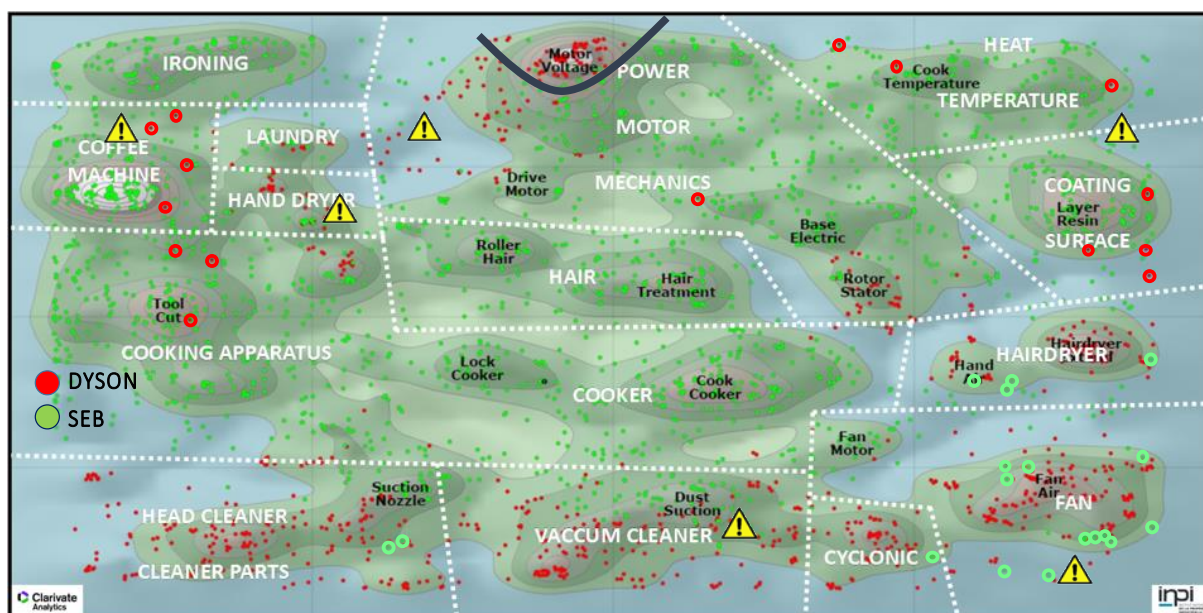 IRONING
Motor
Voltage
POWER
MOTOR
HEAT
Cook
Temperature
TEMPERATURE
COFFEE
MACHINE
LAUNDRY
HAND DRYER
Drive
Motor
MECHANICS
Base
Electric
COATING
Layer
Resin
SURFACE
Roller
Hair
HAIR
Hair
Treatment
Rotor
Stator
Tool
Cut
COOKING APPARATUS
Lock
Cooker
COOKER
Cook
Cooker
Hairdryer
HAIRDRYER
Hand
DYSON
SEB
Fan
Motor
Suction
Nozzle
HEAD CLEANER
CLEANER PARTS
Dust
Suction
VACCUM CLEANER
CYCLONIC
Fan
Air
FAN
Clarivate
Analytics
inpi